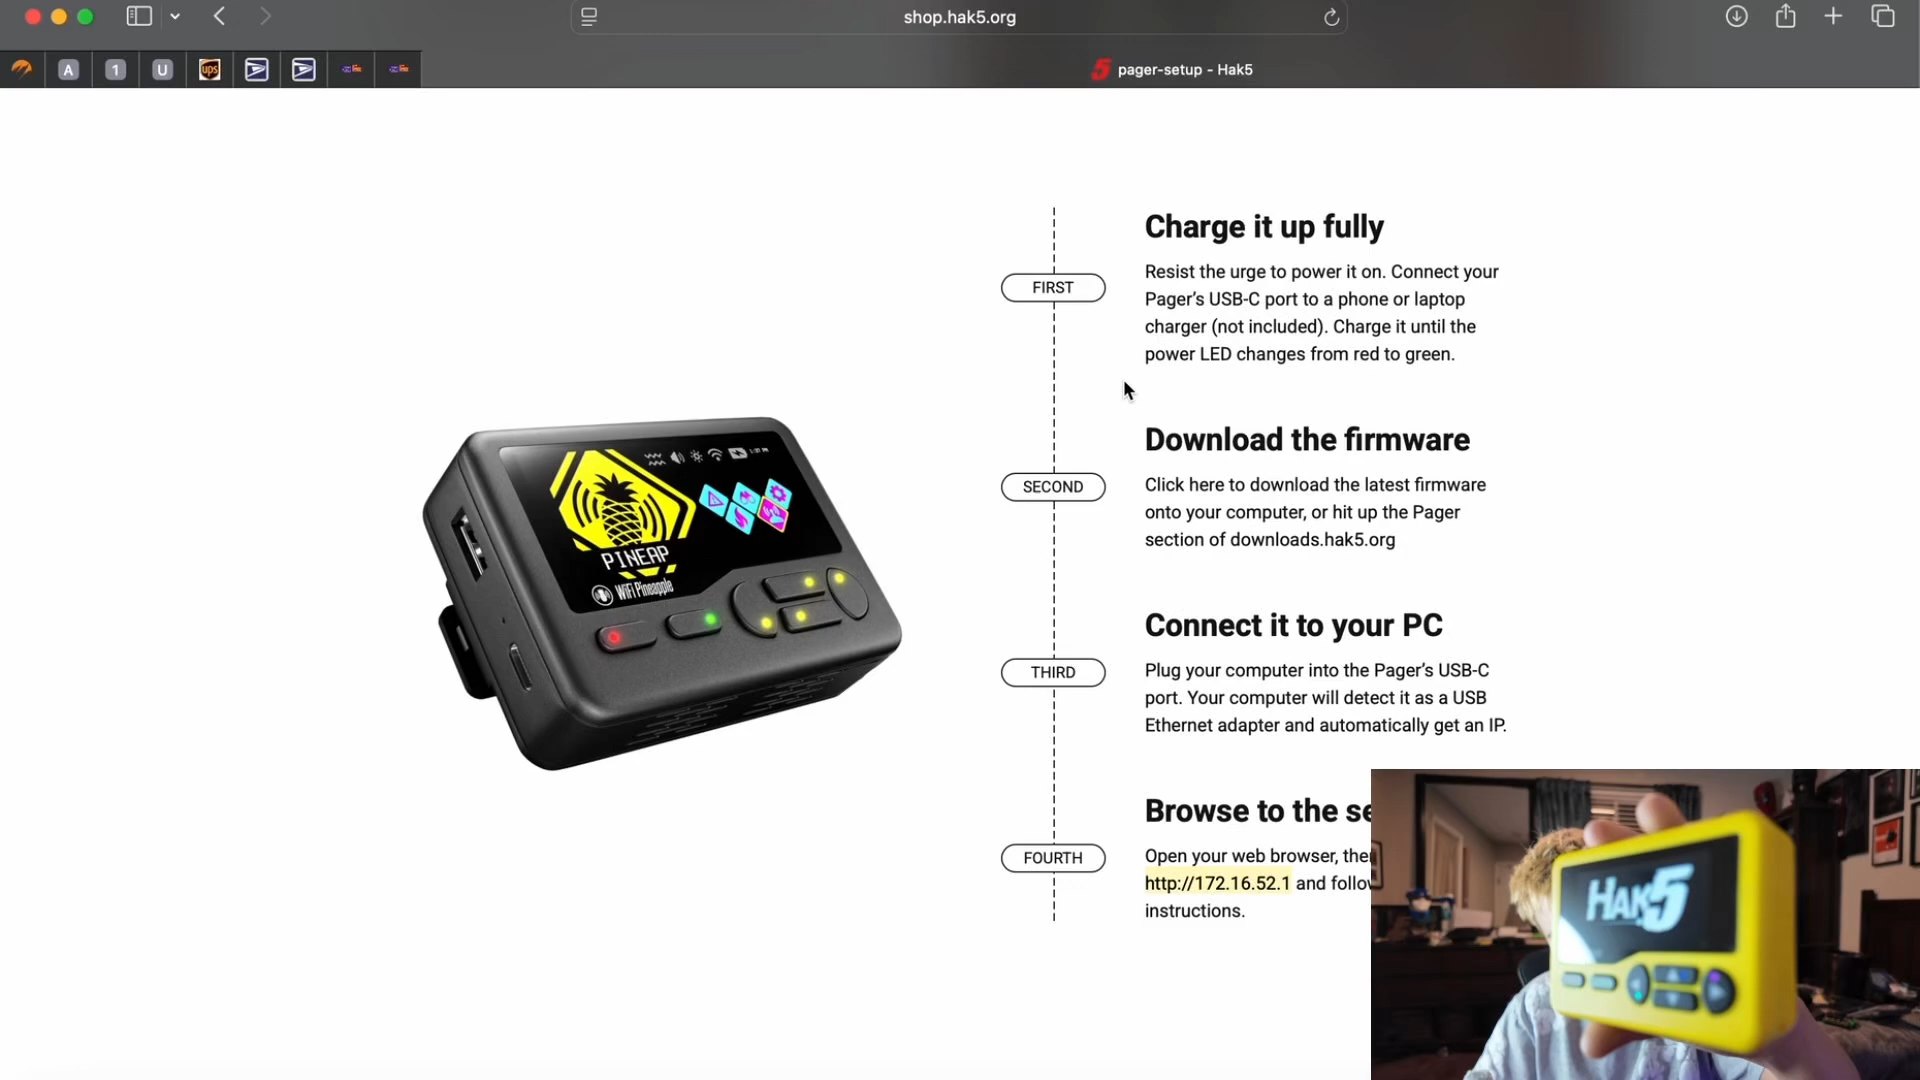 shop.hak5.org
A
1
U
ups
pager-setup - Hak5
Charge it up fully
FIRST
Resist the urge to power it on. Connect your
Pager’s USB-C port to a phone or laptop
charger (not included). Charge it until the
power LED changes from red to green.
Download the firmware
SECOND
Click here to download the latest firmware
onto your computer, or hit up the Pager
section of downloads.hak5.org
PINEAP
WiFi Pineapple
Connect it to your PC
THIRD
Plug your computer into the Pager’s USB-C
port. Your computer will detect it as a USB
Ethernet adapter and automatically get an IP.
Browse to the se
FOURTH
Open your web browser, the
http://172.16.52.1 and follo
instructions.
HAK5